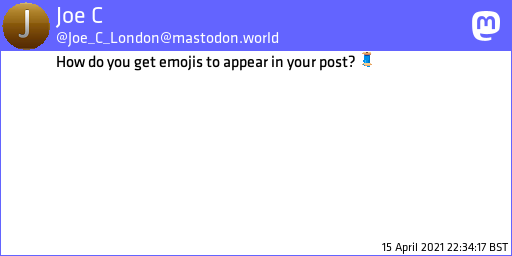 J
Joe C
@Joe_C_London@mastodon.world
How do you get emojis to appear in your post? 🧵
15 April 2021 22:34:17 BST